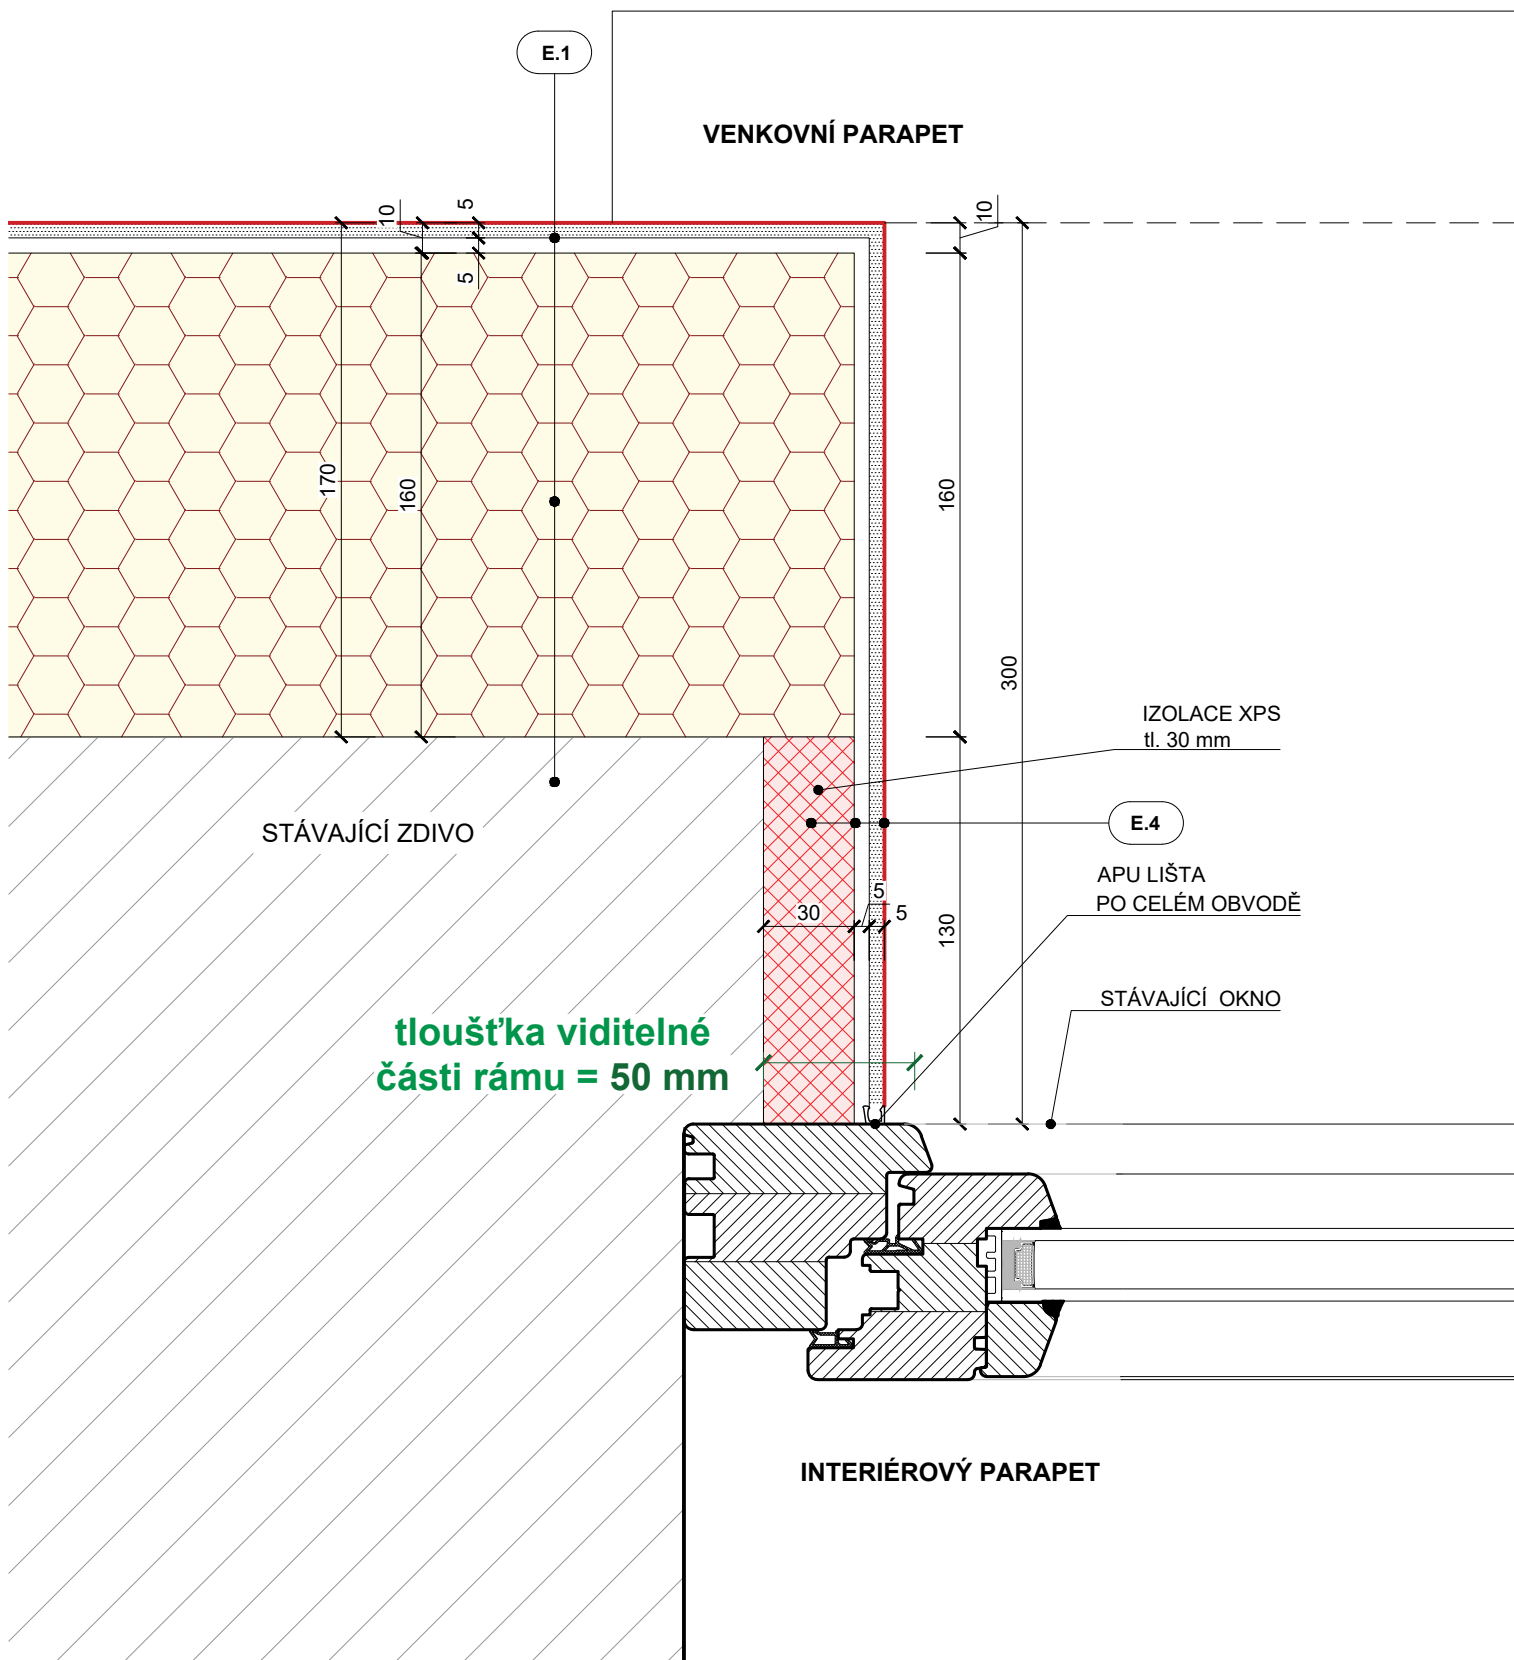 E.1
VENKOVNÍ PARAPET
10
5
10
5
170
160
160
300
IZOLACE XPS
tl. 30 mm
STÁVAJÍCÍ ZDIVO
E.4
APU LIŠTA
PO CELÉM OBVODĚ
5
30
5
130
STÁVAJÍCÍ OKNO
tloušťka viditelné
části rámu = 50 mm
INTERIÉROVÝ PARAPET